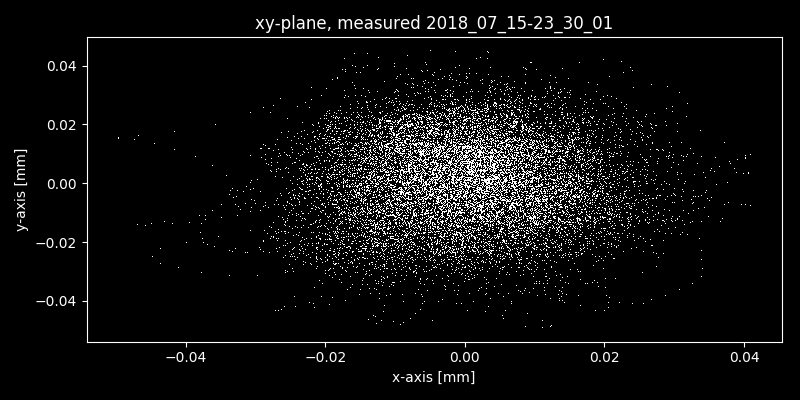 xy-plane, measured 2018_07_15-23_30_01
y-axis [mm]
0.04
0.02
0.00
−0.02
−0.04
−0.04 −0.02 0.00 0.02 0.04
x-axis [mm]